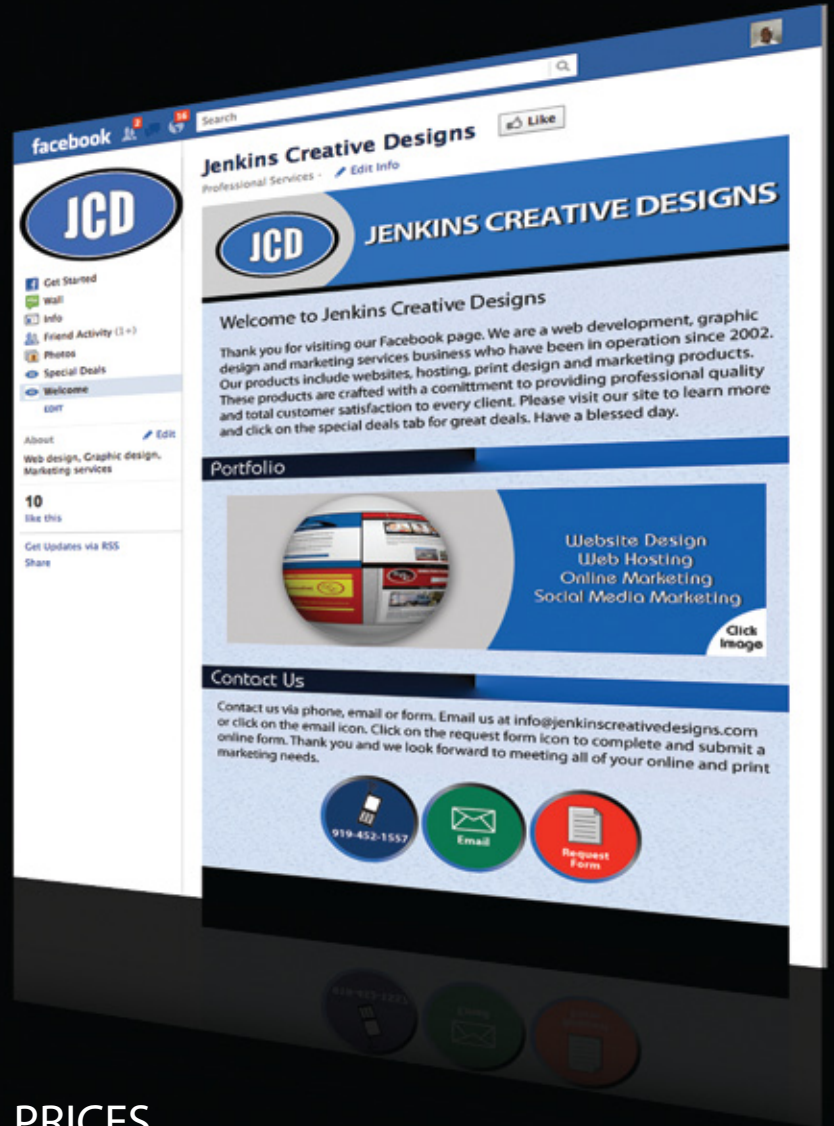 facebook
2
16
Search
JCD
Get Started
Wall
Info
Friend Activity (1+)
Photos
Special Deals
Welcome
EDIT
About
Edit
Web design, Graphic design,
Marketing services
10
like this
Get Updates via RSS
Share
Jenkins Creative Designs
Like
Professional Services -
Edit Info
JCD
JENKINS CREATIVE DESIGNS
Welcome to Jenkins Creative Designs
Thank you for visiting our Facebook page. We are a web development, graphic
design and marketing services business who have been in operation since 2002.
Our products include websites, hosting, print design and marketing products.
These products are crafted with a comittment to providing professional quality
and total customer satisfaction to every client. Please visit our site to learn more
and click on the special deals tab for great deals. Have a blessed day.
Portfolio
Website Design
Web Hosting
Online Marketing
Social Media Marketing
Click
Image
Contact Us
Contact us via phone, email or form. Email us at info@jenkinscreativedesigns.com
or click on the email icon. Click on the request form icon to complete and submit a
online form. Thank you and we look forward to meeting all of your online and print
marketing needs.
919-452-1557
Email
Request
Form
PRICES